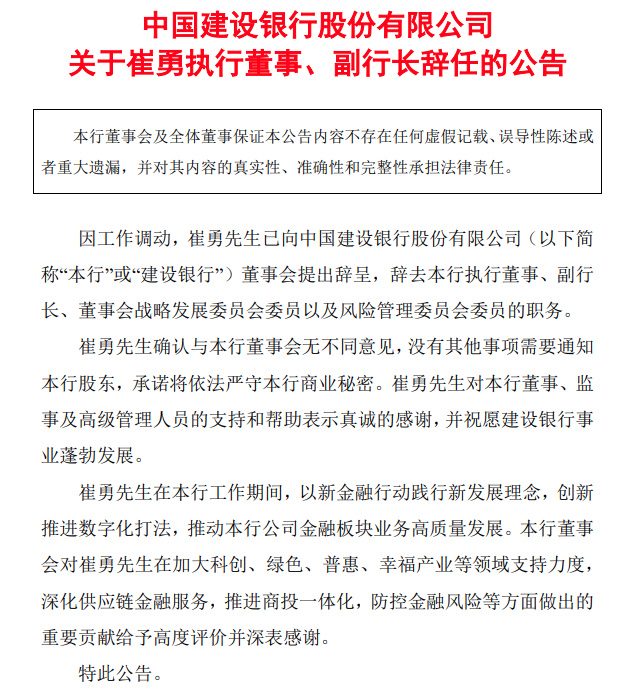 中国建设银行股份有限公司
关于崔勇执行董事、副行长辞任的公告
本行董事会及全体董事保证本公告内容不存在任何虚假记载、误导性陈述或
者重大遗漏，并对其内容的真实性、准确性和完整性承担法律责任。
因工作调动，崔勇先生已向中国建设银行股份有限公司（以下简
称“本行”或“建设银行”）董事会提出辞呈，辞去本行执行董事、副行
长、董事会战略发展委员会委员以及风险管理委员会委员的职务。
崔勇先生确认与本行董事会无不同意见，没有其他事项需要通知
本行股东，承诺将依法严守本行商业秘密。崔勇先生对本行董事、监
事及高级管理人员的支持和帮助表示真诚的感谢，并祝愿建设银行事
业蓬勃发展。
崔勇先生在本行工作期间，以新金融行动践行新发展理念，创新
推进数字化打法，推动本行公司金融板块业务高质量发展。本行董事
会对崔勇先生在加大科创、绿色、普惠、幸福产业等领域支持力度，
深化供应链金融服务，推进商投一体化，防控金融风险等方面做出的
重要贡献给予高度评价并深表感谢。
特此公告。